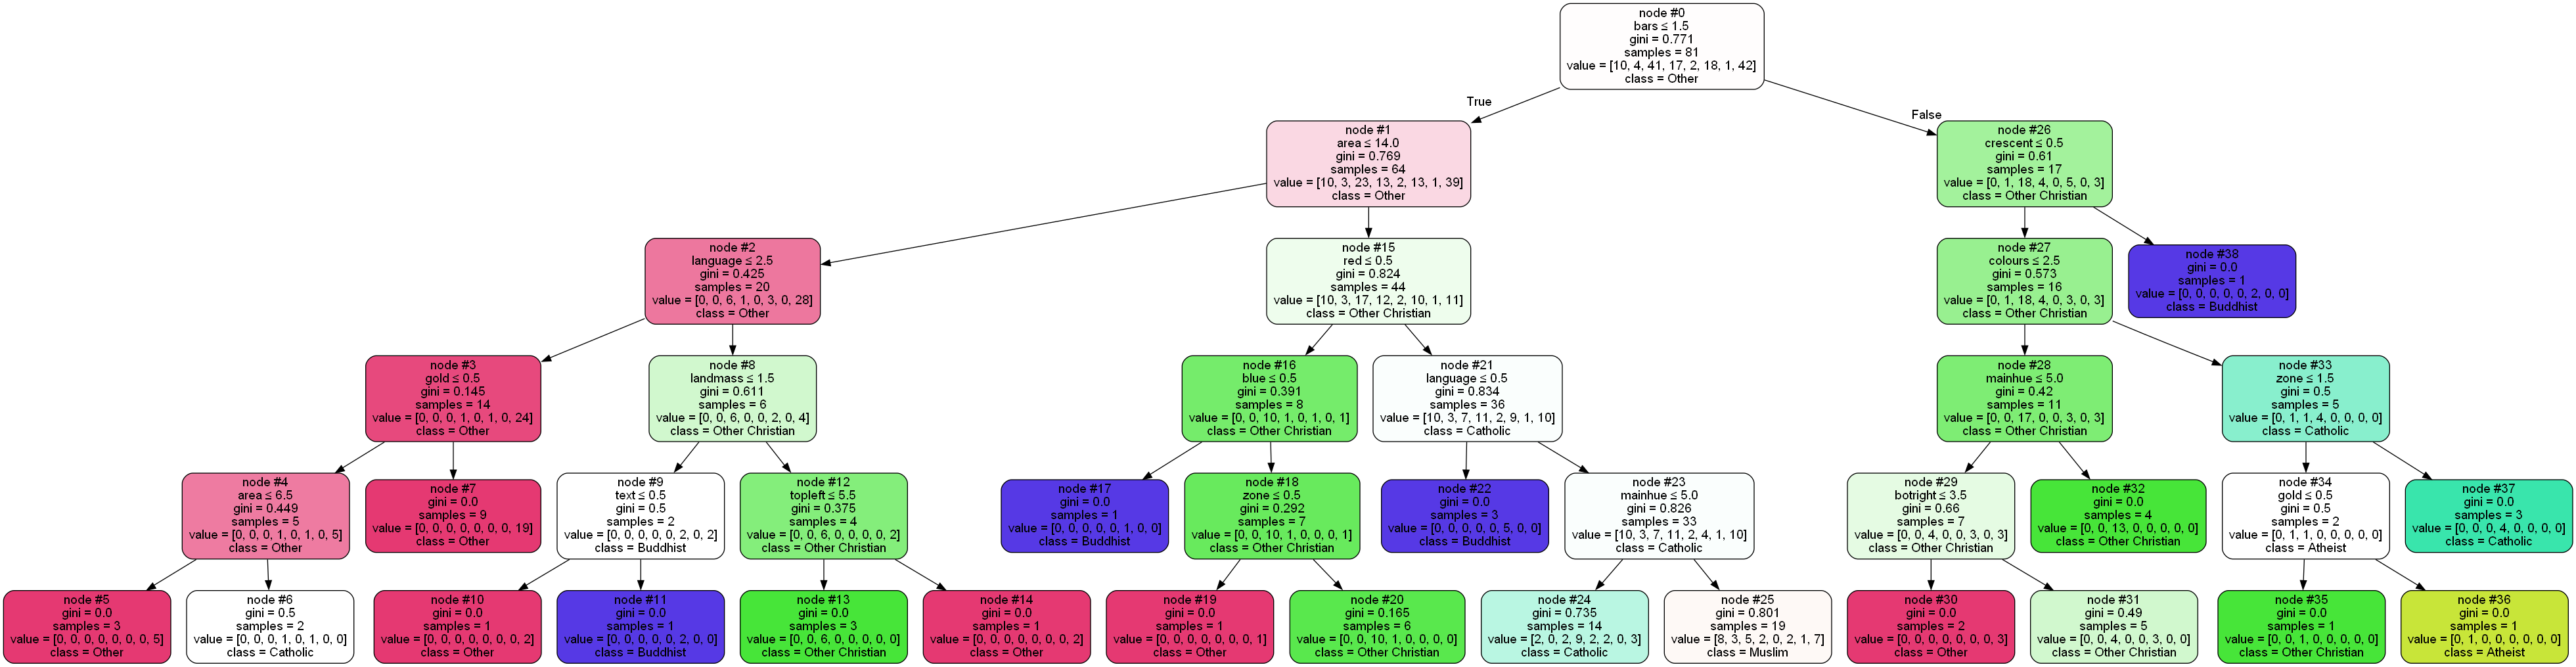 node #0
bars ≤ 1.5
gini = 0.771
samples = 81
value = [10, 4, 41, 17, 2, 18, 1, 42]
class = Other
True
False
node #1
area ≤ 14.0
gini = 0.769
samples = 64
value = [10, 3, 23, 13, 2, 13, 1, 39]
class = Other
node #26
crescent ≤ 0.5
gini = 0.61
samples = 17
value = [0, 1, 18, 4, 0, 5, 0, 3]
class = Other Christian
node #2
language ≤ 2.5
gini = 0.425
samples = 20
value = [0, 0, 6, 1, 0, 3, 0, 28]
class = Other
node #15
red ≤ 0.5
gini = 0.824
samples = 44
value = [10, 3, 17, 12, 2, 10, 1, 11]
class = Other Christian
node #27
colours ≤ 2.5
gini = 0.573
samples = 16
value = [0, 1, 18, 4, 0, 3, 0, 3]
class = Other Christian
node #38
gini = 0.0
samples = 1
value = [0, 0, 0, 0, 0, 2, 0, 0]
class = Buddhist
node #3
gold ≤ 0.5
gini = 0.145
samples = 14
value = [0, 0, 0, 1, 0, 1, 0, 24]
class = Other
node #8
landmass ≤ 1.5
gini = 0.611
samples = 6
value = [0, 0, 6, 0, 0, 2, 0, 4]
class = Other Christian
node #16
blue ≤ 0.5
gini = 0.391
samples = 8
value = [0, 0, 10, 1, 0, 1, 0, 1]
class = Other Christian
node #21
language ≤ 0.5
gini = 0.834
samples = 36
value = [10, 3, 7, 11, 2, 9, 1, 10]
class = Catholic
node #28
mainhue ≤ 5.0
gini = 0.42
samples = 11
value = [0, 0, 17, 0, 0, 3, 0, 3]
class = Other Christian
node #33
zone ≤ 1.5
gini = 0.5
samples = 5
value = [0, 1, 1, 4, 0, 0, 0, 0]
class = Catholic
node #4
area ≤ 6.5
gini = 0.449
samples = 5
value = [0, 0, 0, 1, 0, 1, 0, 5]
class = Other
node #7
gini = 0.0
samples = 9
value = [0, 0, 0, 0, 0, 0, 0, 19]
class = Other
node #9
text ≤ 0.5
gini = 0.5
samples = 2
value = [0, 0, 0, 0, 0, 2, 0, 2]
class = Buddhist
node #12
topleft ≤ 5.5
gini = 0.375
samples = 4
value = [0, 0, 6, 0, 0, 0, 0, 2]
class = Other Christian
node #17
gini = 0.0
samples = 1
value = [0, 0, 0, 0, 0, 1, 0, 0]
class = Buddhist
node #18
zone ≤ 0.5
gini = 0.292
samples = 7
value = [0, 0, 10, 1, 0, 0, 0, 1]
class = Other Christian
node #22
gini = 0.0
samples = 3
value = [0, 0, 0, 0, 0, 5, 0, 0]
class = Buddhist
node #23
mainhue ≤ 5.0
gini = 0.826
samples = 33
value = [10, 3, 7, 11, 2, 4, 1, 10]
class = Catholic
node #29
botright ≤ 3.5
gini = 0.66
samples = 7
value = [0, 0, 4, 0, 0, 3, 0, 3]
class = Other Christian
node #32
gini = 0.0
samples = 4
value = [0, 0, 13, 0, 0, 0, 0, 0]
class = Other Christian
node #34
gold ≤ 0.5
gini = 0.5
samples = 2
value = [0, 1, 1, 0, 0, 0, 0, 0]
class = Atheist
node #37
gini = 0.0
samples = 3
value = [0, 0, 0, 4, 0, 0, 0, 0]
class = Catholic
node #5
gini = 0.0
samples = 3
value = [0, 0, 0, 0, 0, 0, 0, 5]
class = Other
node #6
gini = 0.5
samples = 2
value = [0, 0, 0, 1, 0, 1, 0, 0]
class = Catholic
node #10
gini = 0.0
samples = 1
value = [0, 0, 0, 0, 0, 0, 0, 2]
class = Other
node #11
gini = 0.0
samples = 1
value = [0, 0, 0, 0, 0, 2, 0, 0]
class = Buddhist
node #13
gini = 0.0
samples = 3
value = [0, 0, 6, 0, 0, 0, 0, 0]
class = Other Christian
node #14
gini = 0.0
samples = 1
value = [0, 0, 0, 0, 0, 0, 0, 2]
class = Other
node #19
gini = 0.0
samples = 1
value = [0, 0, 0, 0, 0, 0, 0, 1]
class = Other
node #20
gini = 0.165
samples = 6
value = [0, 0, 10, 1, 0, 0, 0, 0]
class = Other Christian
node #24
gini = 0.735
samples = 14
value = [2, 0, 2, 9, 2, 2, 0, 3]
class = Catholic
node #25
gini = 0.801
samples = 19
value = [8, 3, 5, 2, 0, 2, 1, 7]
class = Muslim
node #30
gini = 0.0
samples = 2
value = [0, 0, 0, 0, 0, 0, 0, 3]
class = Other
node #31
gini = 0.49
samples = 5
value = [0, 0, 4, 0, 0, 3, 0, 0]
class = Other Christian
node #35
gini = 0.0
samples = 1
value = [0, 0, 1, 0, 0, 0, 0, 0]
class = Other Christian
node #36
gini = 0.0
samples = 1
value = [0, 1, 0, 0, 0, 0, 0, 0]
class = Atheist